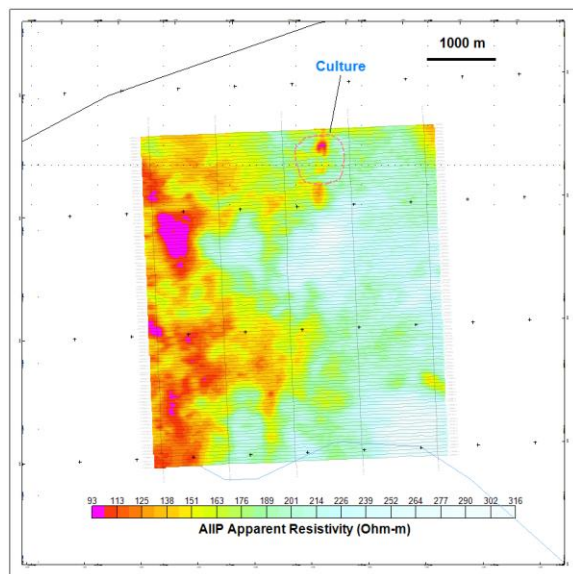 1000 m
Culture
93 113 125 138 151 163 176 189 201 214 226 239 252 264 277 290 302 316
AIIP Apparent Resistivity (Ohm-m)